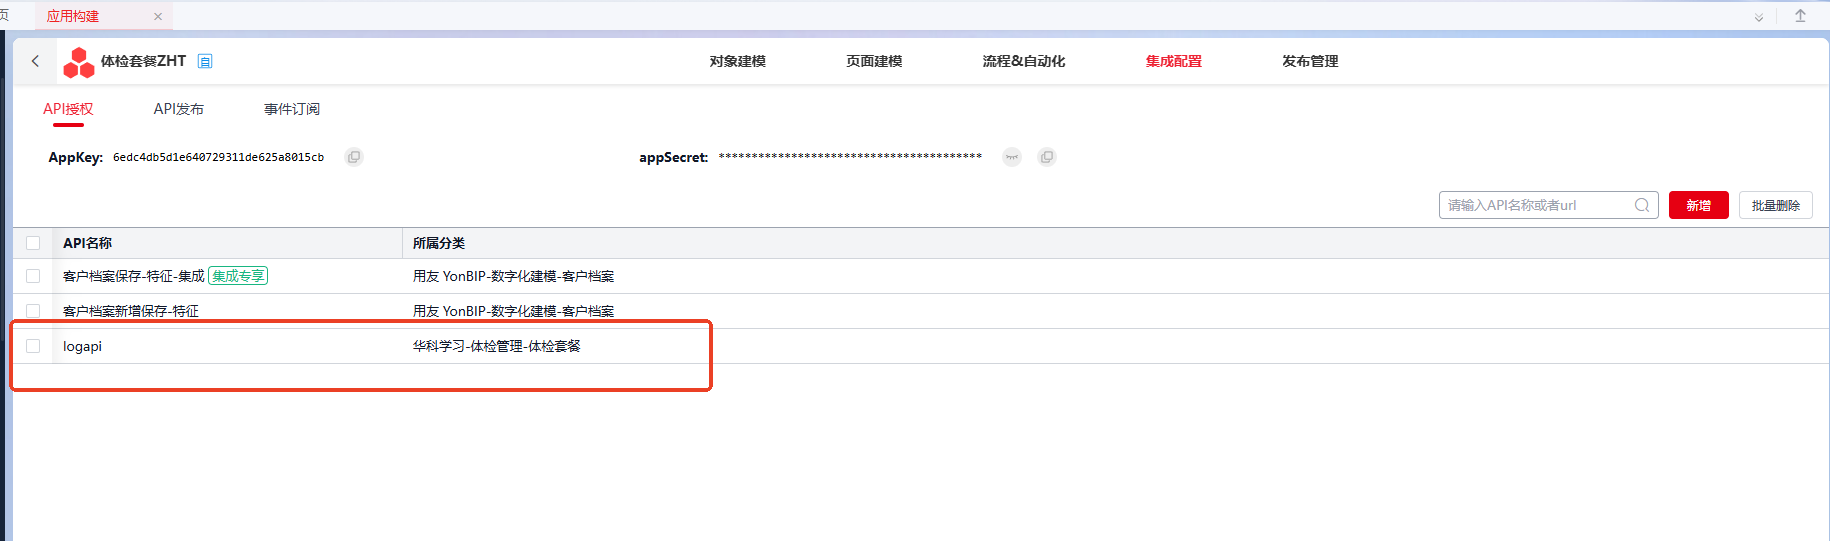 页 应用构建
体检套餐ZHT 自 对象建模 页面建模 流程&自动化 集成配置 发布管理
API授权 API发布 事件订阅
AppKey: 6edc4db5d1e640729311de625a8015cb appSecret: ****************************************
请输入API名称或者url 新增 批量删除
API名称 所属分类
客户档案保存-特征-集成 集成专享 用友 YonBIP-数字化建模-客户档案
客户档案新增保存-特征 用友 YonBIP-数字化建模-客户档案
logapi 华科学习-体检管理-体检套餐